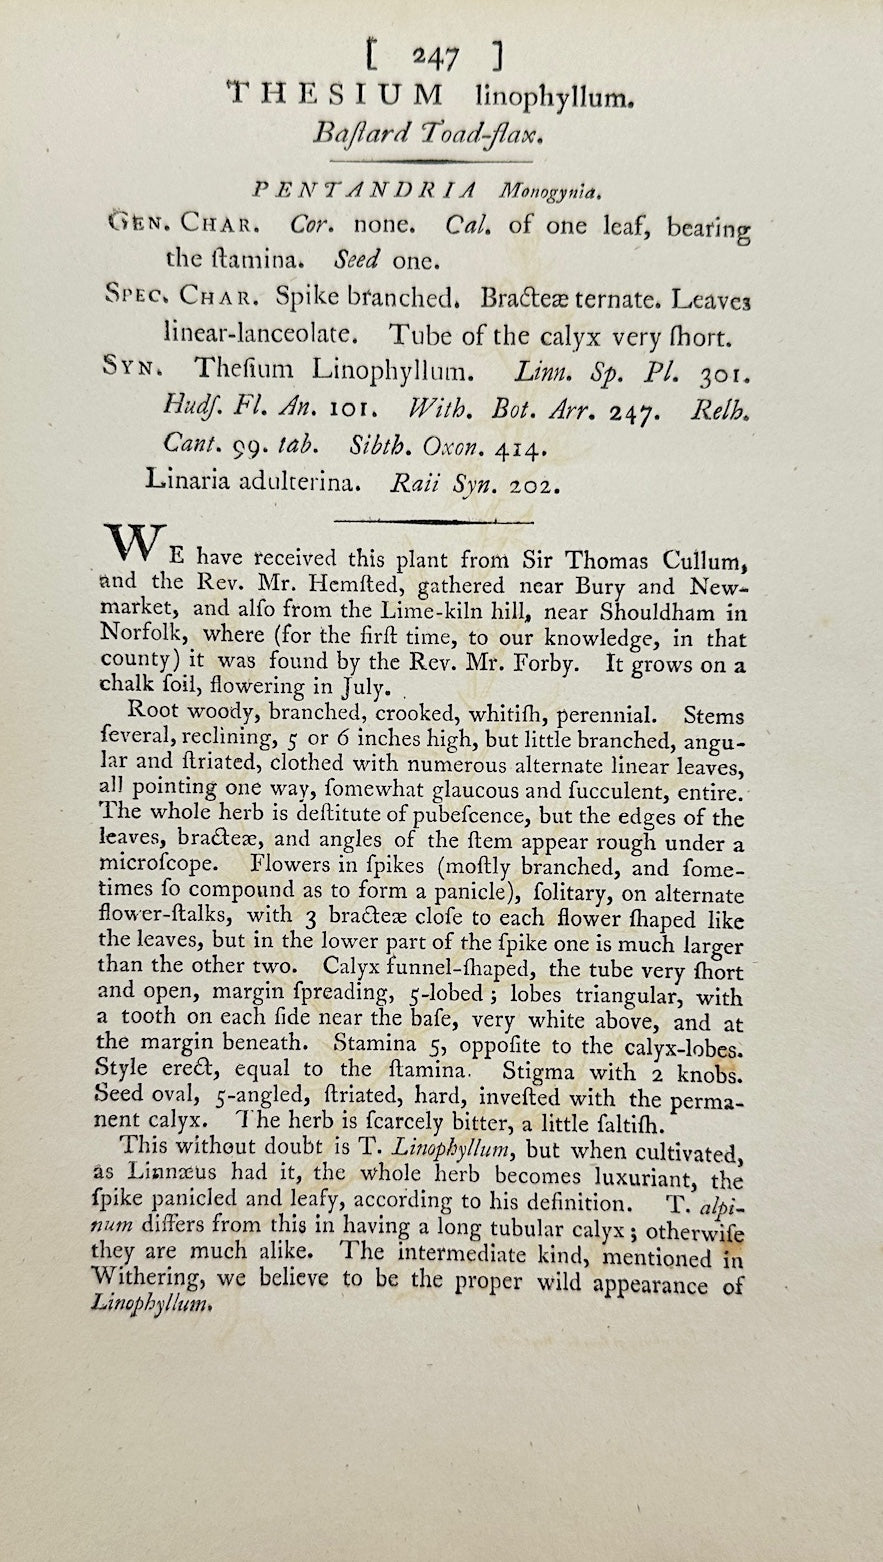 [ 247 ]
THESIUM linophyllum.
Baſtard Toad-flax.
PENTANDRIA Monogynia.
GEN. CHAR. Cor. none. Cal. of one leaf, bearing
the ſtamina. Seed one.
SPEC. CHAR. Spike branched. Bracteæ ternate. Leaves
linear-lanceolate. Tube of the calyx very ſhort.
SYN. Theſium Linophyllum. Linn. Sp. Pl. 301.
Hudſ. Fl. An. 101. With. Bot. Arr. 247. Relh.
Cant. 99. tab. Sibth. Oxon. 414.
Linaria adulterina. Raii Syn. 202.
WE have received this plant from Sir Thomas Cullum,
and the Rev. Mr. Hemſted, gathered near Bury and New-
market, and alſo from the Lime-kiln hill, near Shouldham in
Norfolk, where (for the firſt time, to our knowledge, in that
county) it was found by the Rev. Mr. Forby. It grows on a
chalk ſoil, flowering in July.
Root woody, branched, crooked, whitiſh, perennial. Stems
ſeveral, reclining, 5 or 6 inches high, but little branched, angu-
lar and ſtriated, clothed with numerous alternate linear leaves,
all pointing one way, ſomewhat glaucous and ſucculent, entire.
The whole herb is deſtitute of pubeſcence, but the edges of the
leaves, bracteæ, and angles of the ſtem appear rough under a
microſcope. Flowers in ſpikes (moſtly branched, and ſome-
times ſo compound as to form a panicle), ſolitary, on alternate
flower-ſtalks, with 3 bracteæ cloſe to each flower ſhaped like
the leaves, but in the lower part of the ſpike one is much larger
than the other two. Calyx funnel-ſhaped, the tube very ſhort
and open, margin ſpreading, 5-lobed ; lobes triangular, with
a tooth on each ſide near the baſe, very white above, and at
the margin beneath. Stamina 5, oppoſite to the calyx-lobes.
Style erect, equal to the ſtamina. Stigma with 2 knobs.
Seed oval, 5-angled, ſtriated, hard, inveſted with the perma-
nent calyx. The herb is ſcarcely bitter, a little ſaltiſh.
This without doubt is T. Linophyllum, but when cultivated,
as Linnæus had it, the whole herb becomes luxuriant, the
ſpike panicled and leafy, according to his definition. T. alpi-
num differs from this in having a long tubular calyx ; otherwiſe
they are much alike. The intermediate kind, mentioned in
Withering, we believe to be the proper wild appearance of
Linophyllum.